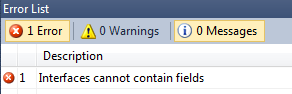 Error List
1 Error 0 Warnings 0 Messages
Description
1 Interfaces cannot contain fields